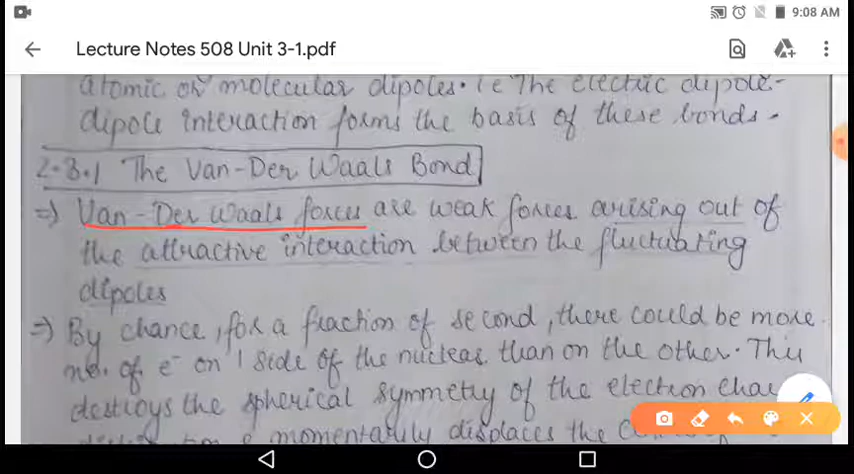 9:08 AM
Lecture Notes 508 Unit 3-1.pdf
atomic or molecular dipoles. i.e The electric dipole-
dipole interaction forms the basis of these bonds.
2.8.1 The Van-Der Waals Bond
⇒ Van-Der Waals forces are weak forces arising out of
the attractive interaction between the fluctuating
dipoles
⇒ By chance, for a fraction of second, there could be more
no. of e⁻ on 1 side of the nuclear than on the other. This
destroys the spherical symmetry of the electron
momentarily displaces the